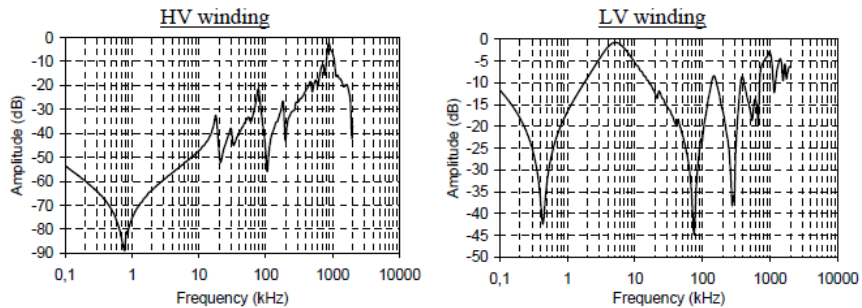 HV winding
Amplitude (dB)
0
-10
-20
-30
-40
-50
-60
-70
-80
-90
0,1 1 10 100 1000 10000
Frequency (kHz)
LV winding
Amplitude (dB)
0
-5
-10
-15
-20
-25
-30
-35
-40
-45
-50
0,1 1 10 100 1000 10000
Frequency (kHz)